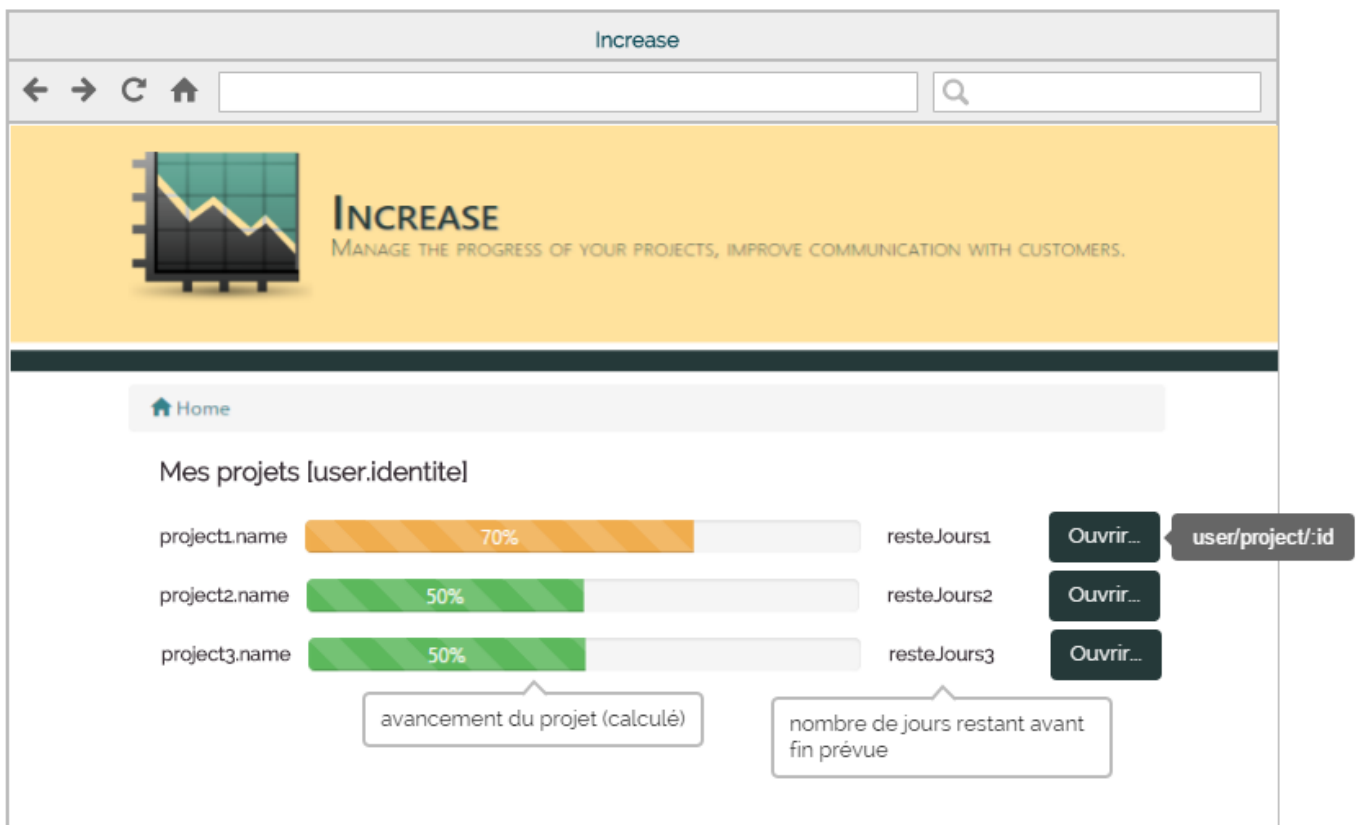 Increase
INCREASE
MANAGE THE PROGRESS OF YOUR PROJECTS, IMPROVE COMMUNICATION WITH CUSTOMERS.
Home
Mes projets [user.identite]
project1.name 70% resteJours1 Ouvrir... user/project/:id
project2.name 50% resteJours2 Ouvrir...
project3.name 50% resteJours3 Ouvrir...
avancement du projet (calculé)
nombre de jours restant avant
fin prévue